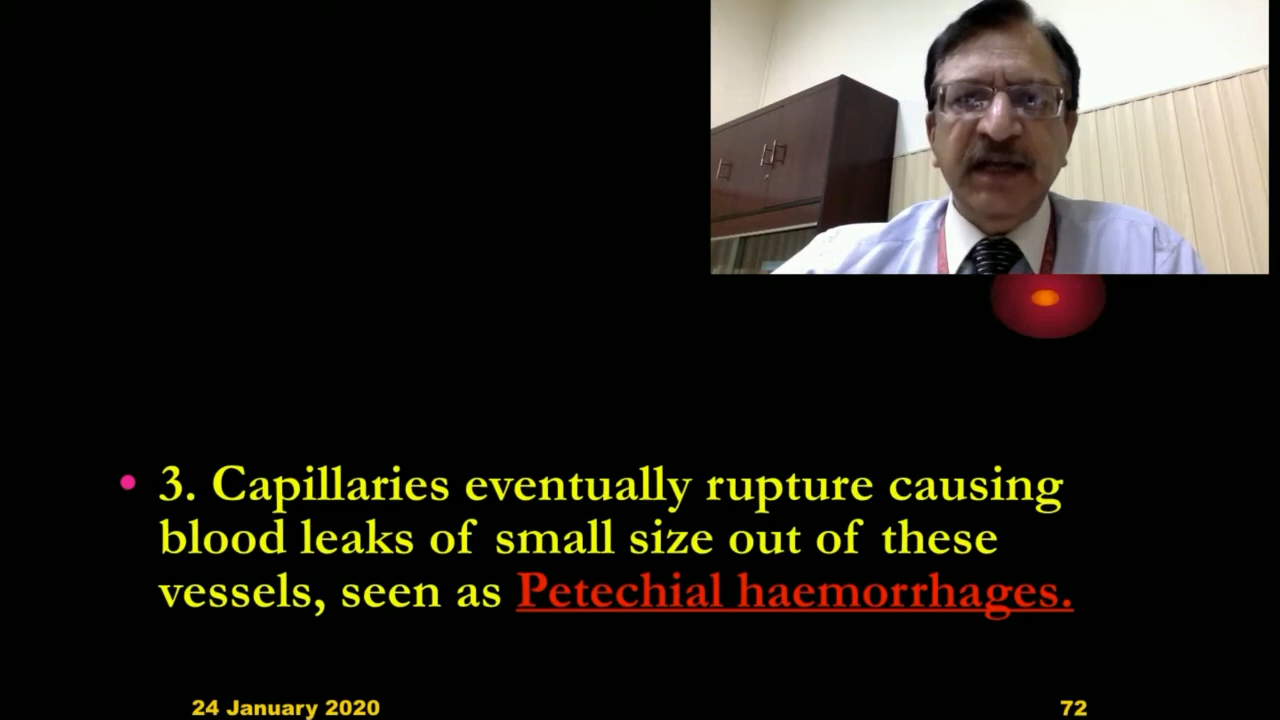 • 3. Capillaries eventually rupture causing
blood leaks of small size out of these
vessels, seen as Petechial haemorrhages.
24 January 2020
72